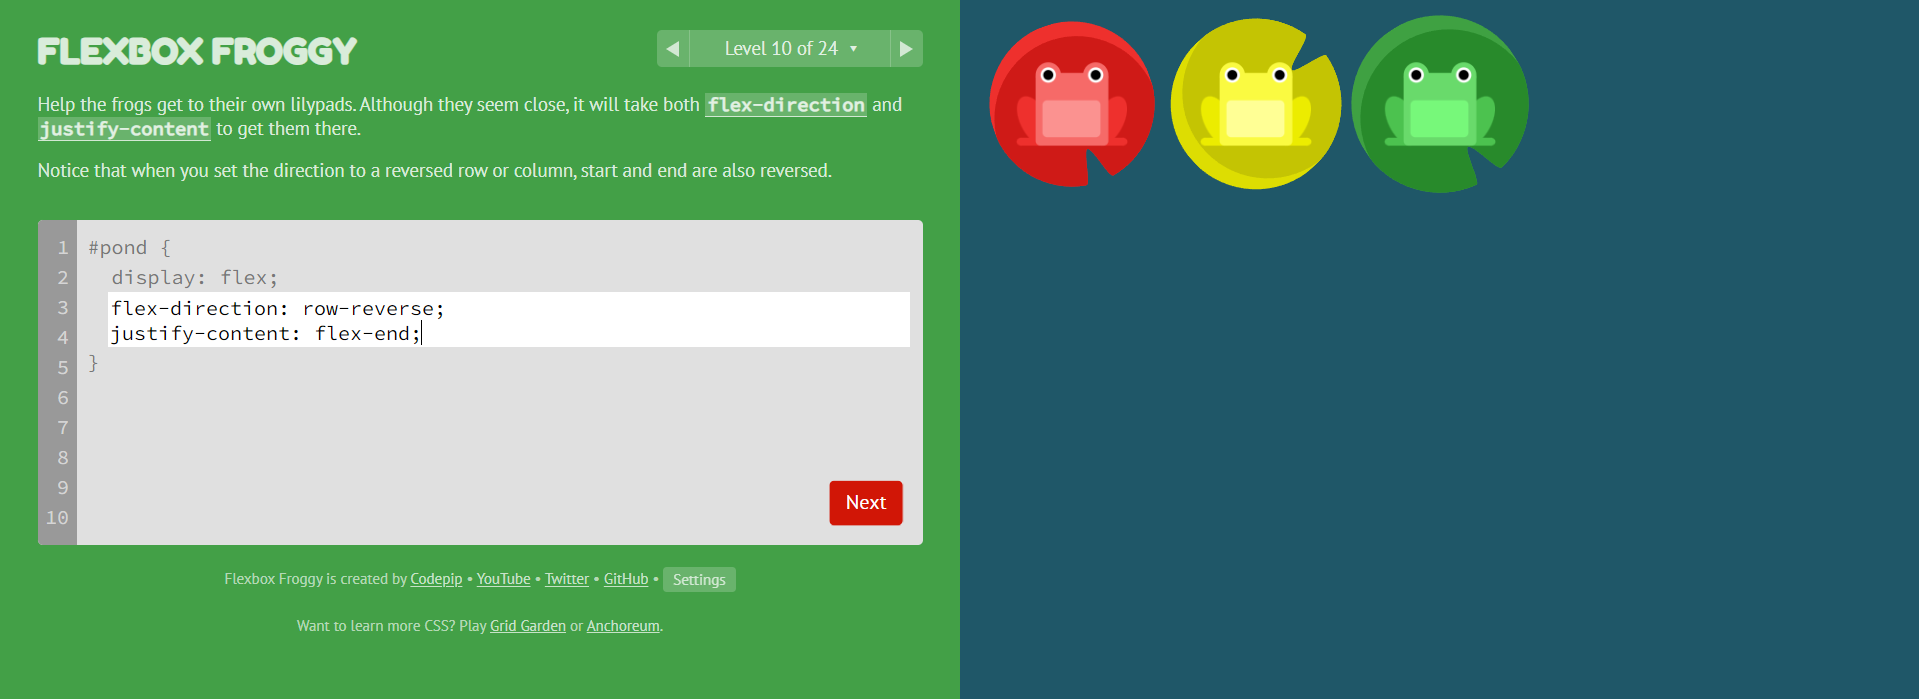 FLEXBOX FROGGY
◀ Level 10 of 24 ▼ ▶
Help the frogs get to their own lilypads. Although they seem close, it will take both flex-direction and
justify-content to get them there.
Notice that when you set the direction to a reversed row or column, start and end are also reversed.
1 #pond {
2 display: flex;
3 flex-direction: row-reverse;
4 justify-content: flex-end;
5 }
6
7
8
9
10
Next
Flexbox Froggy is created by Codepip • YouTube • Twitter • GitHub • Settings
Want to learn more CSS? Play Grid Garden or Anchoreum.